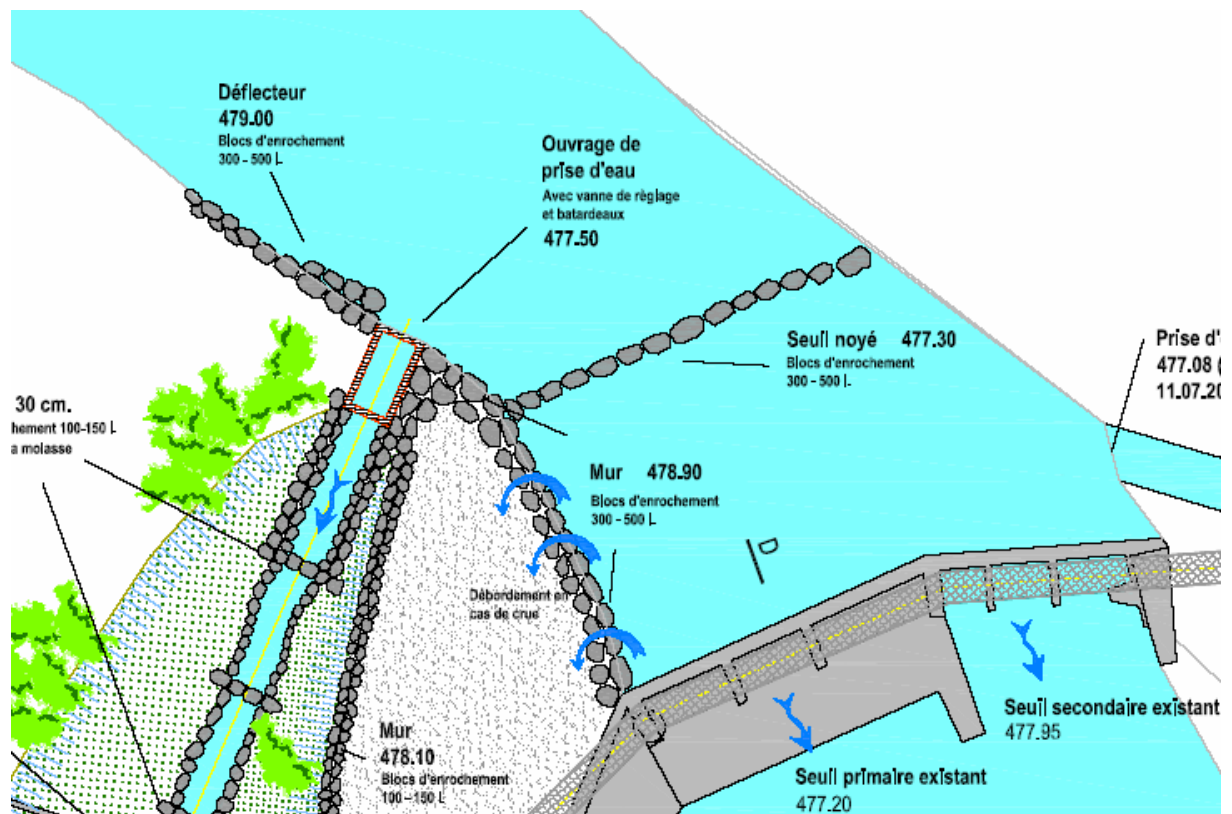 Déflecteur
479.00
Blocs d'enrochement
300 - 500 L
Ouvrage de
prise d'eau
Avec vanne de règlage
et batardeaux
477.50
Seuil noyé 477.30
Blocs d'enrochement
300 - 500 L
Prise d'
477.08 (
11.07.20
30 cm.
hement 100-150 L
a molasse
Mur 478.90
Blocs d'enrochement
300 - 500 L
D
Débordement en
cas de crue
Seuil secondaire existant
477.95
Mur
478.10
Blocs d'enrochement
100 - 150 L
Seuil primaire existant
477.20